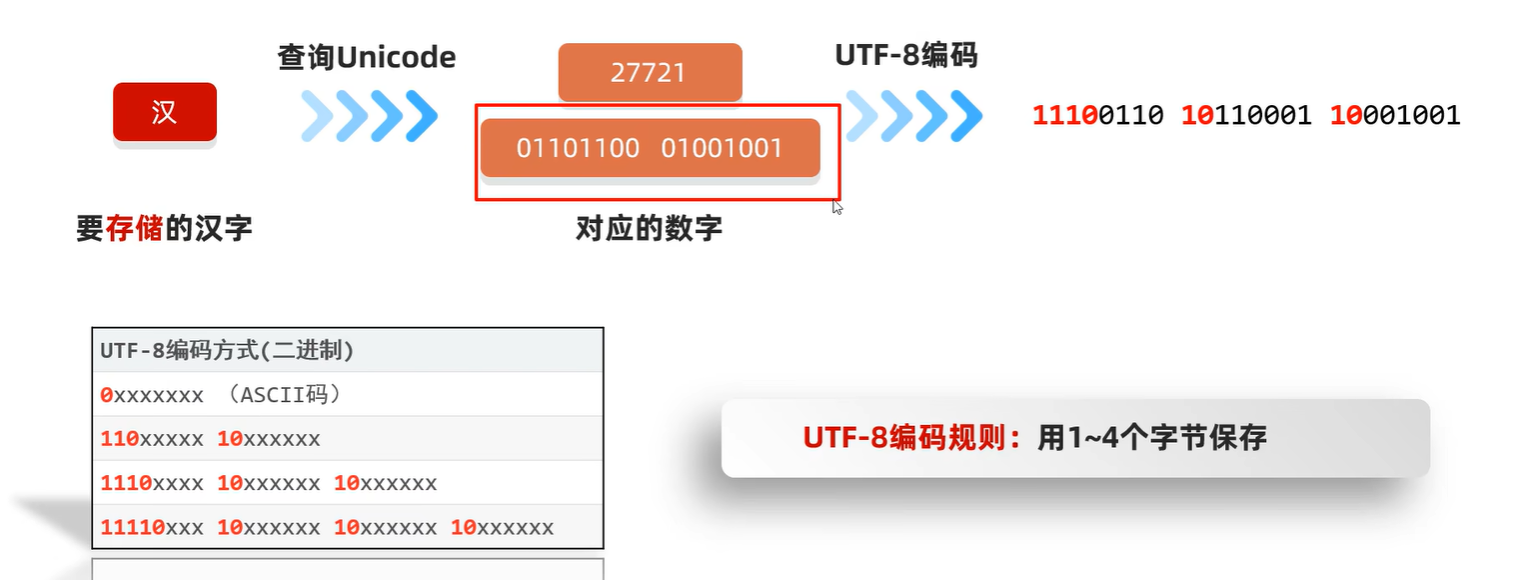 查询Unicode
27721
UTF-8编码
汉
01101100 01001001
11100110 10110001 10001001
要存储的汉字
对应的数字
UTF-8编码方式(二进制)
0xxxxxxx （ASCII码）
110xxxxx 10xxxxxx
1110xxxx 10xxxxxx 10xxxxxx
11110xxx 10xxxxxx 10xxxxxx 10xxxxxx
UTF-8编码规则：用1~4个字节保存